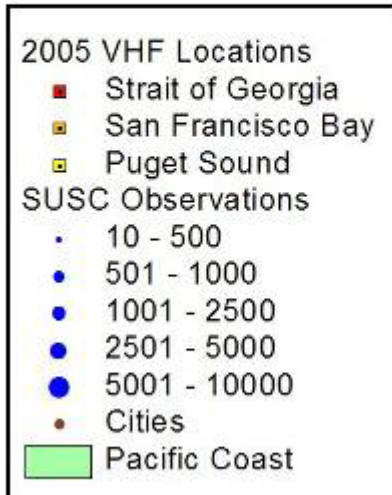 2005 VHF Locations
Strait of Georgia
San Francisco Bay
Puget Sound
SUSC Observations
10 - 500
501 - 1000
1001 - 2500
2501 - 5000
5001 - 10000
Cities
Pacific Coast